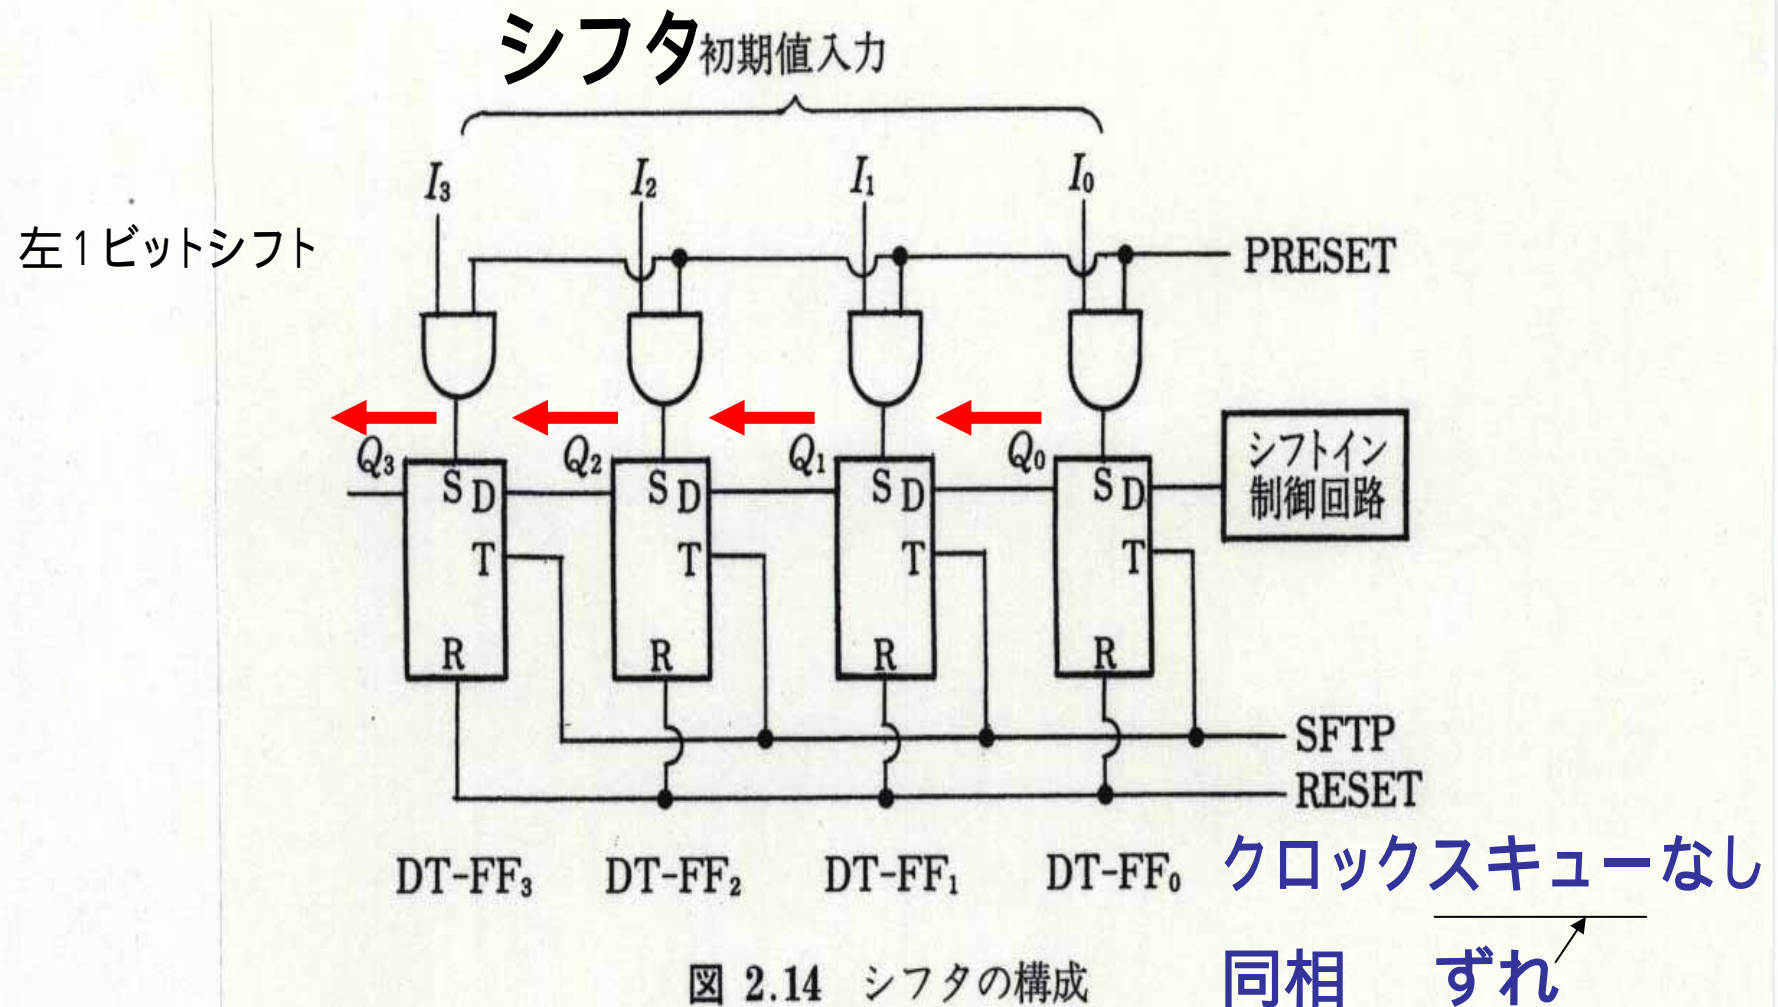 シフタ 初期値入力
I3 I2 I1 I0
左1ビットシフト
PRESET
Q3 Q2 Q1 Q0
S D S D S D S D
シフトイン
制御回路
T T T T
R R R R
SFTP
RESET
DT-FF3 DT-FF2 DT-FF1 DT-FF0
クロックスキューなし
同相 ずれ
図 2.14 シフタの構成